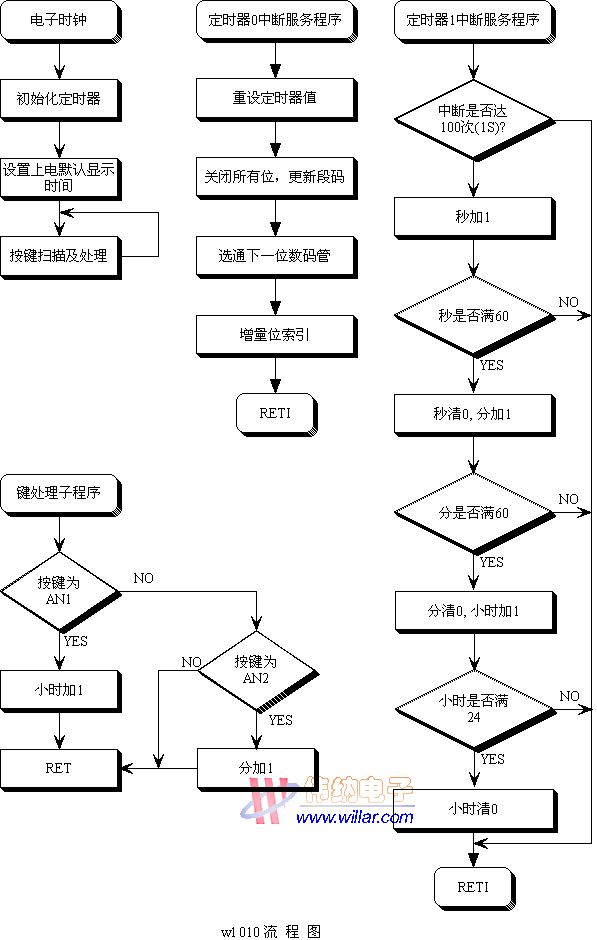 电子时钟
初始化定时器
设置上电默认显示
时间
按键扫描及处理
定时器0中断服务程序
重设定时器值
关闭所有位，更新段码
选通下一位数码管
增量位索引
RETI
定时器1中断服务程序
中断是否达
100次(1S)?
秒加1
秒是否满60
NO
YES
秒清0, 分加1
分是否满60
NO
YES
分清0, 小时加1
小时是否满
24
NO
YES
小时清0
RETI
键处理子程序
按键为
AN1
NO
YES
小时加1
RET
按键为
AN2
NO
YES
分加1
伟纳电子
www.willar.com
wl010流 程 图